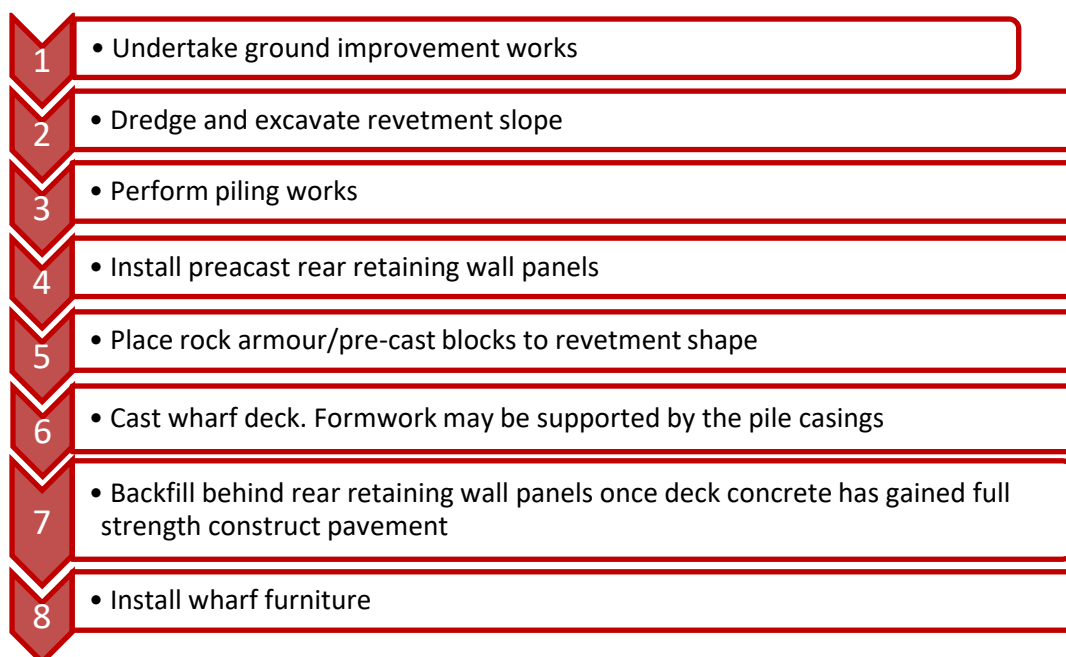 1
• Undertake ground improvement works
2
• Dredge and excavate revetment slope
3
• Perform piling works
4
• Install preacast rear retaining wall panels
5
• Place rock armour/pre-cast blocks to revetment shape
6
• Cast wharf deck. Formwork may be supported by the pile casings
7
• Backfill behind rear retaining wall panels once deck concrete has gained full
strength construct pavement
8
• Install wharf furniture